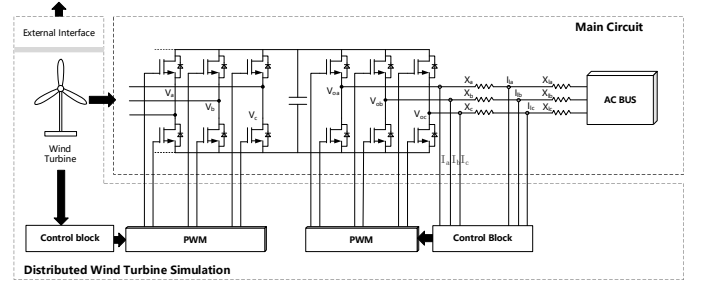 External Interface
Main Circuit
Wind
Turbine
Va
Vb
Vc
Voa
Vob
Voc
Xa
Xb
Xc
Ila
Ilb
Ilc
Xla
Xlb
Xlc
AC BUS
Ia Ib Ic
Control block
PWM
PWM
Control Block
Distributed Wind Turbine Simulation